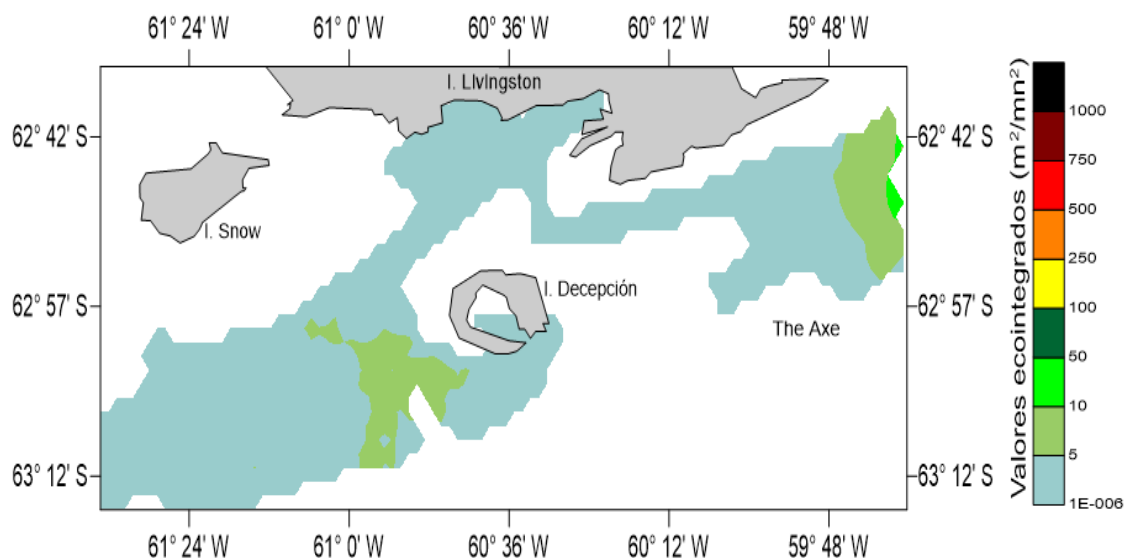 61° 24' W 61° 0' W 60° 36' W 60° 12' W 59° 48' W
I. Livingston
62° 42' S 62° 42' S
I. Snow
I. Decepción
62° 57' S 62° 57' S
The Axe
63° 12' S 63° 12' S
61° 24' W 61° 0' W 60° 36' W 60° 12' W 59° 48' W
Valores ecointegrados (m²/mn²)
1000
750
500
250
100
50
10
5
1E-006